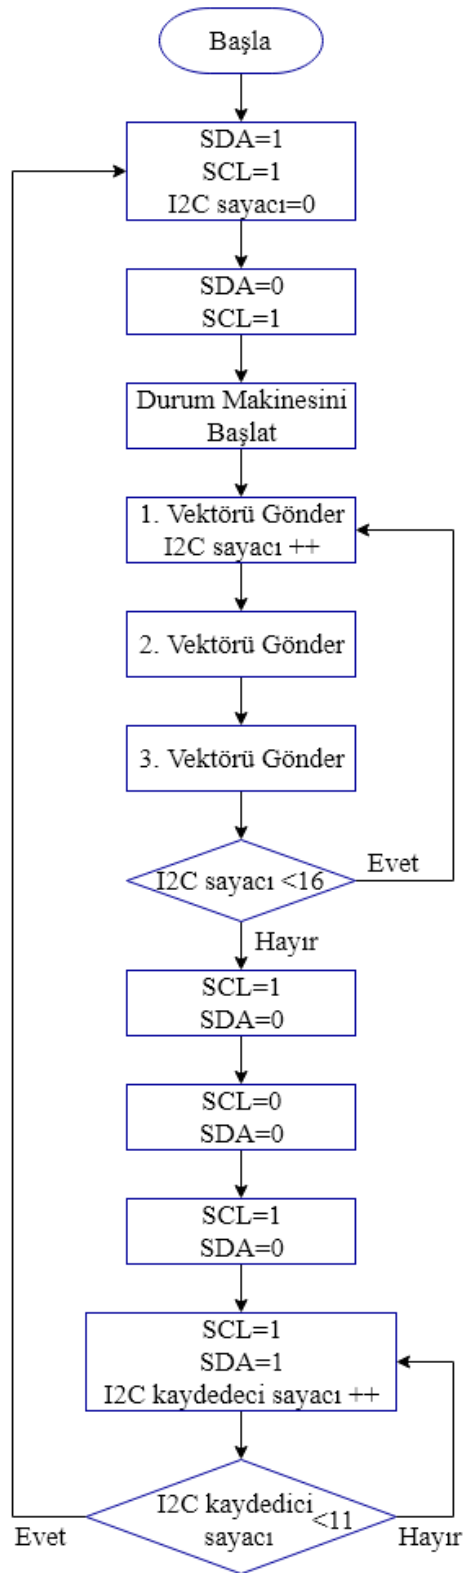 Başla
SDA=1
SCL=1
I2C sayacı=0
SDA=0
SCL=1
Durum Makinesini
Başlat
1. Vektörü Gönder
I2C sayacı ++
2. Vektörü Gönder
3. Vektörü Gönder
I2C sayacı <16
Evet
Hayır
SCL=1
SDA=0
SCL=0
SDA=0
SCL=1
SDA=0
SCL=1
SDA=1
I2C kaydedeci sayacı ++
I2C kaydedici
sayacı <11
Evet
Hayır